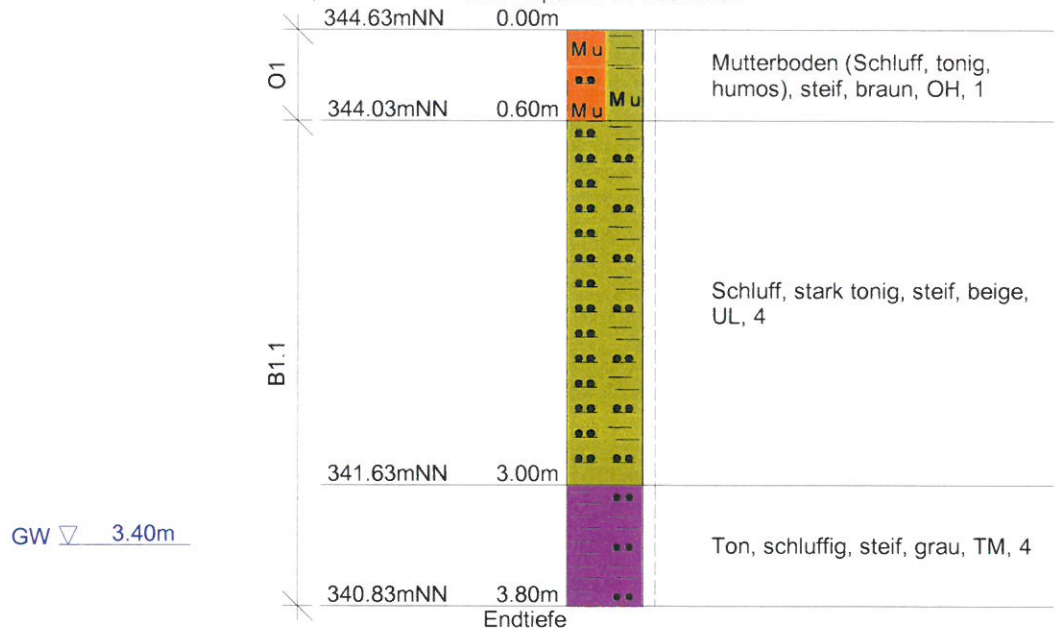 344.63mNN 0.00m
Mu
Mutterboden (Schluff, tonig,
humos), steif, braun, OH, 1
O1
Mu
344.03mNN 0.60m Mu
Schluff, stark tonig, steif, beige,
UL, 4
B1.1
341.63mNN 3.00m
GW 3.40m
Ton, schluffig, steif, grau, TM, 4
340.83mNN 3.80m
Endtiefe